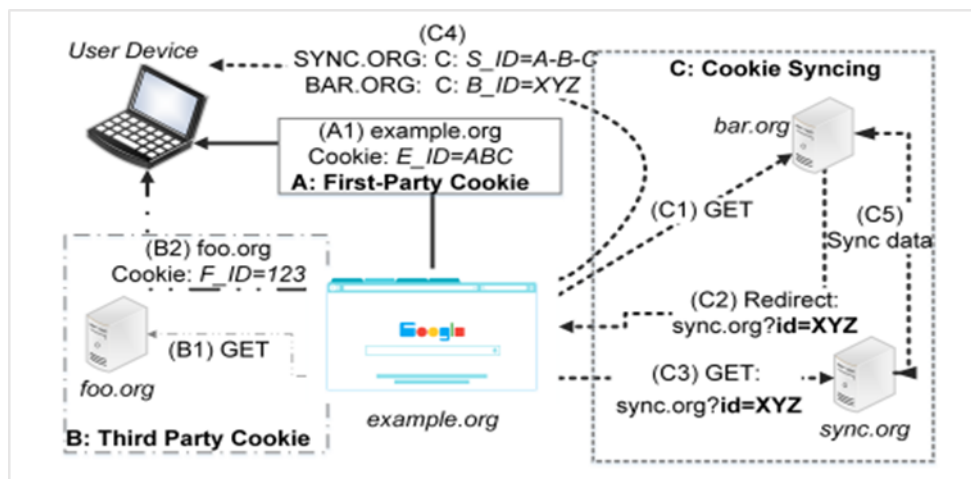 (C4)
User Device
SYNC.ORG: C: S_ID=A-B-C
BAR.ORG: C: B_ID=XYZ
C: Cookie Syncing
bar.org
(A1) example.org
Cookie: E_ID=ABC
A: First-Party Cookie
(C1) GET
(C5)
Sync data
(B2) foo.org
Cookie: F_ID=123
(C2) Redirect:
sync.org?id=XYZ
Google
(B1) GET
foo.org
(C3) GET:
sync.org?id=XYZ
example.org
sync.org
B: Third Party Cookie